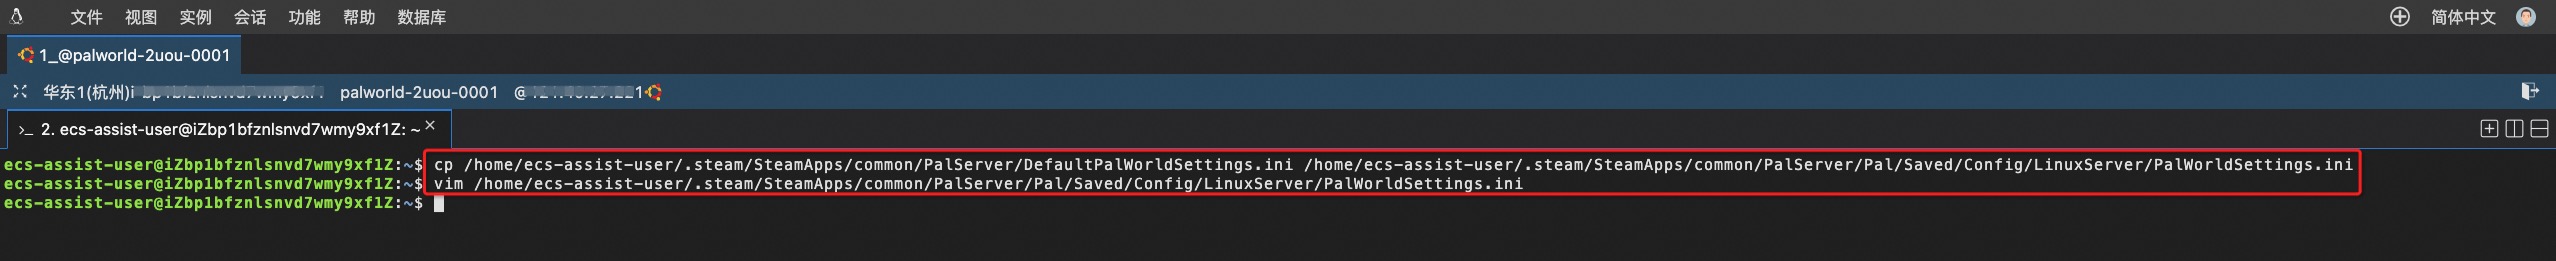 文件 视图 实例 会话 功能 帮助 数据库 简体中文
1_@palworld-2uou-0001
华东1(杭州) palworld-2uou-0001
>_ 2. ecs-assist-user@iZbp1bfznlsnvd7wmy9xf1Z: ~ ×
ecs-assist-user@iZbp1bfznlsnvd7wmy9xf1Z:~$ cp /home/ecs-assist-user/.steam/SteamApps/common/PalServer/DefaultPalWorldSettings.ini /home/ecs-assist-user/.steam/SteamApps/common/PalServer/Pal/Saved/Config/LinuxServer/PalWorldSettings.ini
ecs-assist-user@iZbp1bfznlsnvd7wmy9xf1Z:~$ vim /home/ecs-assist-user/.steam/SteamApps/common/PalServer/Pal/Saved/Config/LinuxServer/PalWorldSettings.ini
ecs-assist-user@iZbp1bfznlsnvd7wmy9xf1Z:~$